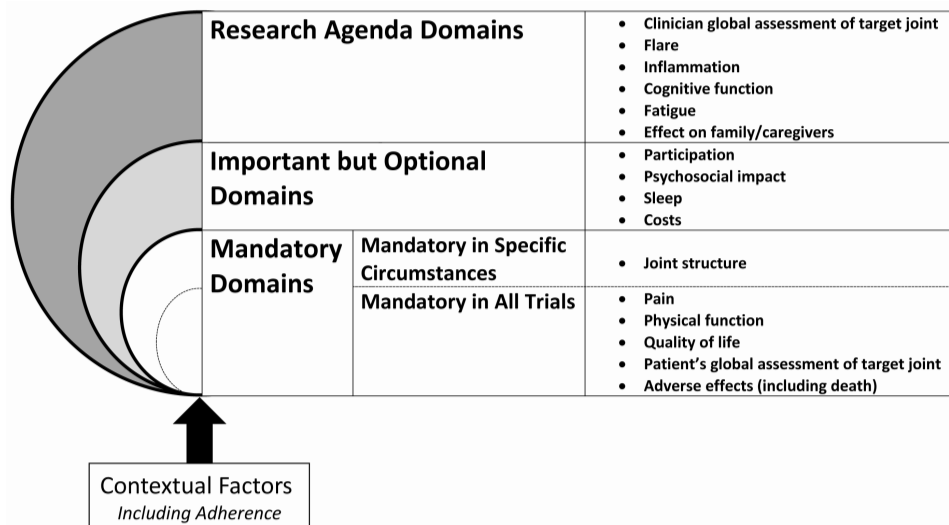 Research Agenda Domains
• Clinician global assessment of target joint
• Flare
• Inflammation
• Cognitive function
• Fatigue
• Effect on family/caregivers
Important but Optional
Domains
• Participation
• Psychosocial impact
• Sleep
• Costs
Mandatory
Domains
Mandatory in Specific
Circumstances
• Joint structure
Mandatory in All Trials
• Pain
• Physical function
• Quality of life
• Patient's global assessment of target joint
• Adverse effects (including death)
Contextual Factors
Including Adherence